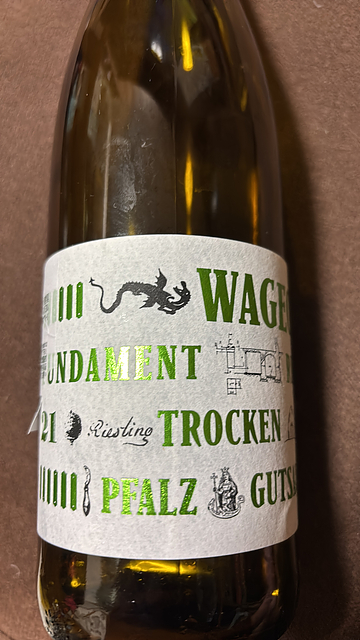 WAGE
UNDAMENT
21 Riesling TROCKEN
PFALZ GUTS